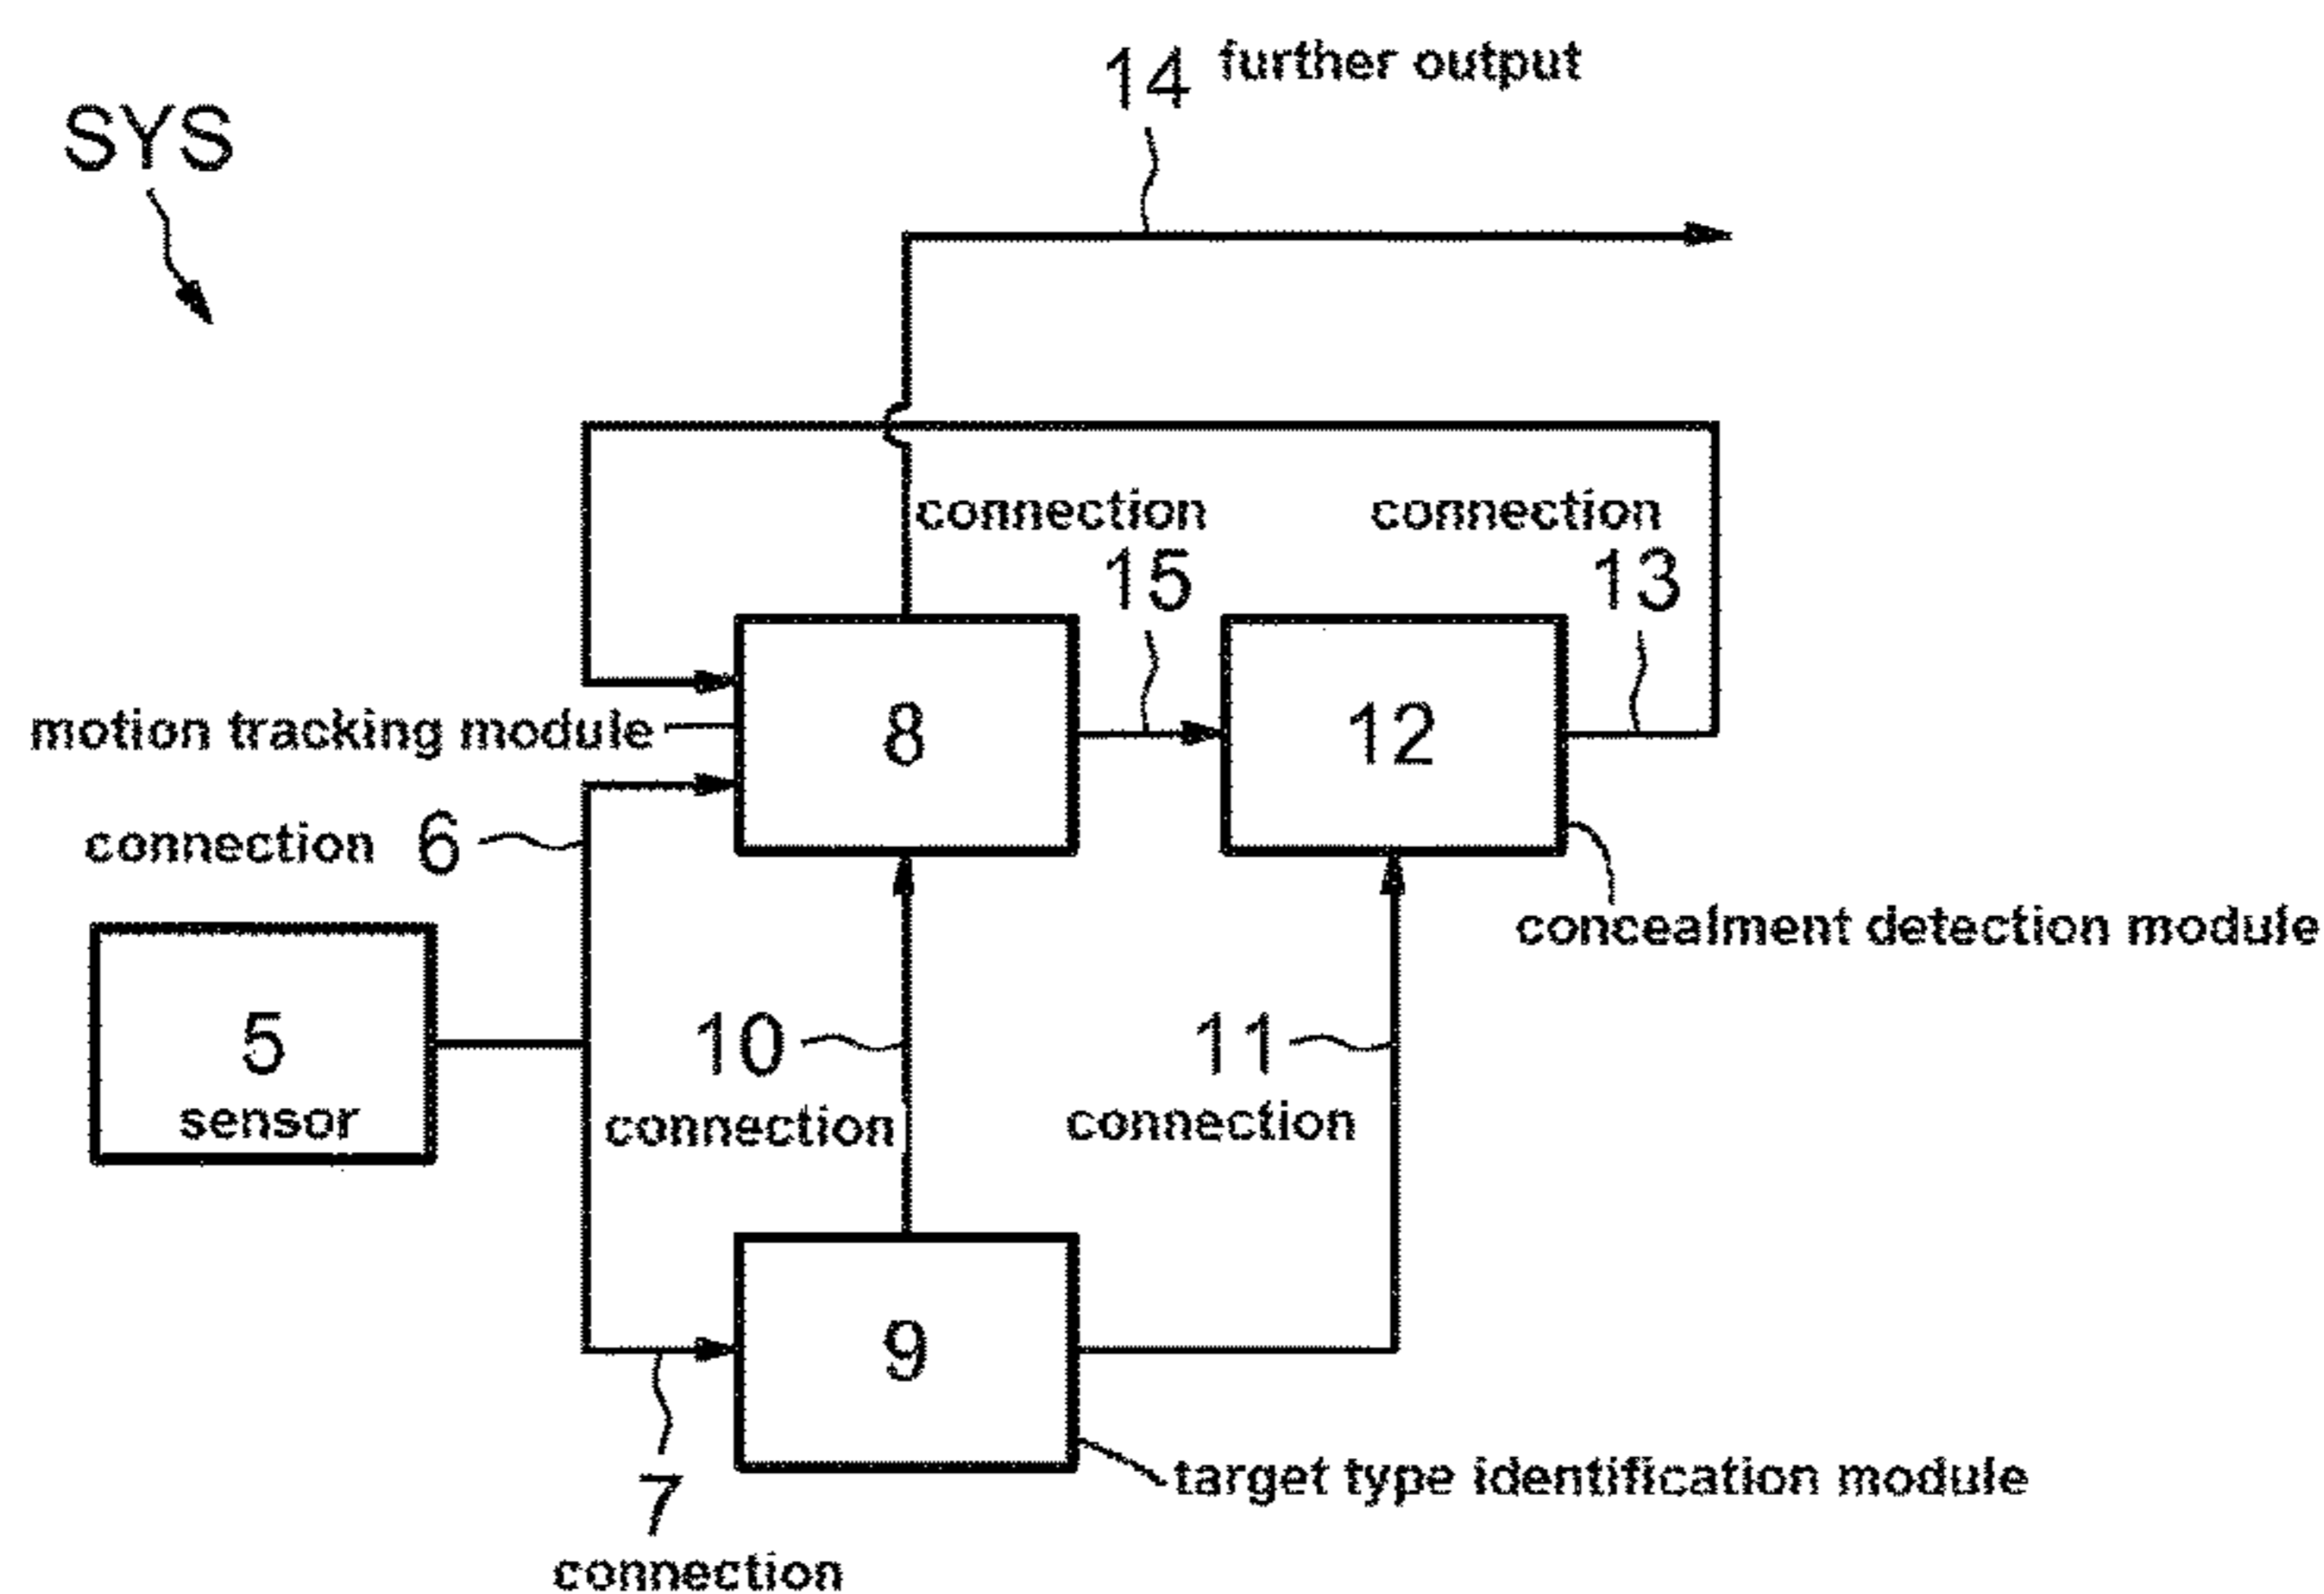 14 further output
SYS
connection connection
15 13
8 12
motion tracking module
connection 6
concealment detection module
5 10 11
sensor connection connection
9
target type identification module
7
connection